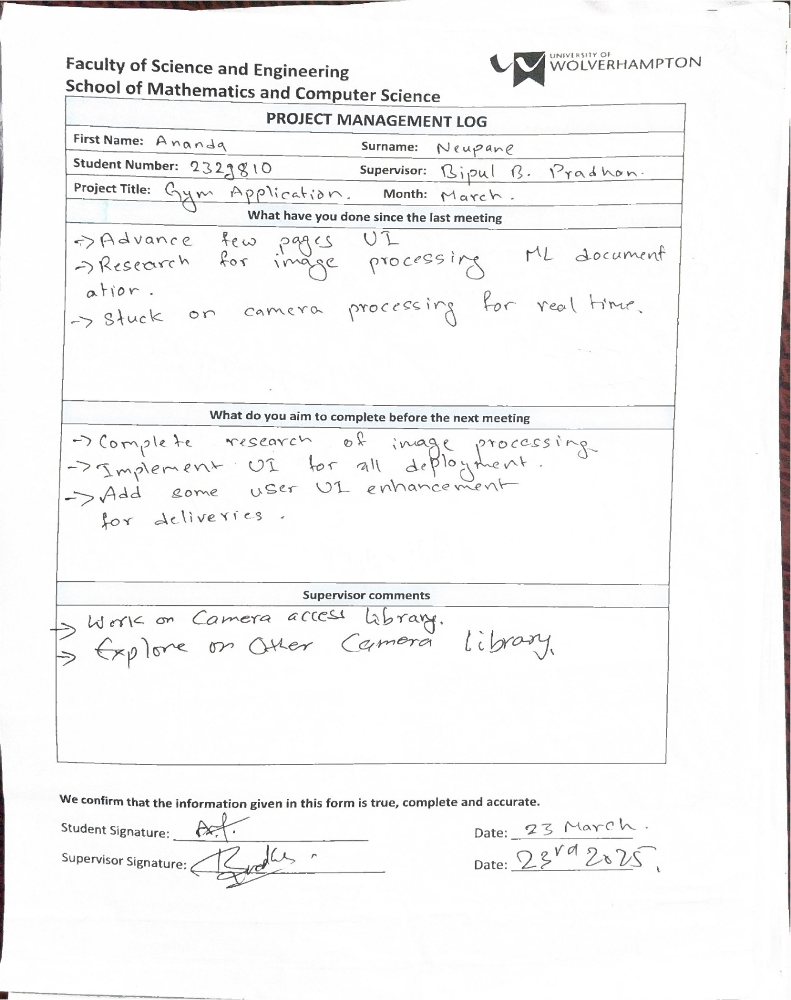 UNIVERSITY OF
WOLVERHAMPTON
Faculty of Science and Engineering
School of Mathematics and Computer Science
PROJECT MANAGEMENT LOG
First Name: Ananda Surname: Neupane
Student Number: 2329810 Supervisor: Bipul B. Pradhan.
Project Title: Gym Application. Month: March.
What have you done since the last meeting
-> Advance few pages UI
-> Research for image processing ML document
ation.
-> Stuck on camera processing for real time.
What do you aim to complete before the next meeting
-> Complete research of image processing
-> Implement UI for all deployment.
-> Add some user UI enhancement
for deliveries.
Supervisor comments
-> Work on Camera access library.
-> Explore on Other Camera library.
We confirm that the information given in this form is true, complete and accurate.
Student Signature: Date: 23 March.
Supervisor Signature: Date: 23rd 2025.